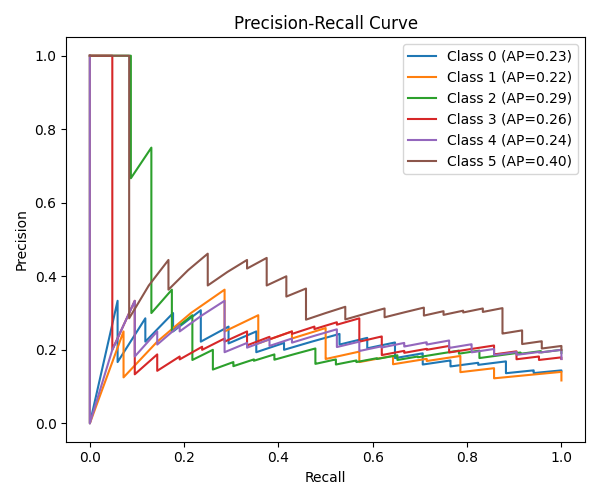 Precision-Recall Curve
Class 0 (AP=0.23)
Class 1 (AP=0.22)
Class 2 (AP=0.29)
Class 3 (AP=0.26)
Class 4 (AP=0.24)
Class 5 (AP=0.40)
Precision
1.0
0.8
0.6
0.4
0.2
0.0
0.0 0.2 0.4 0.6 0.8 1.0
Recall